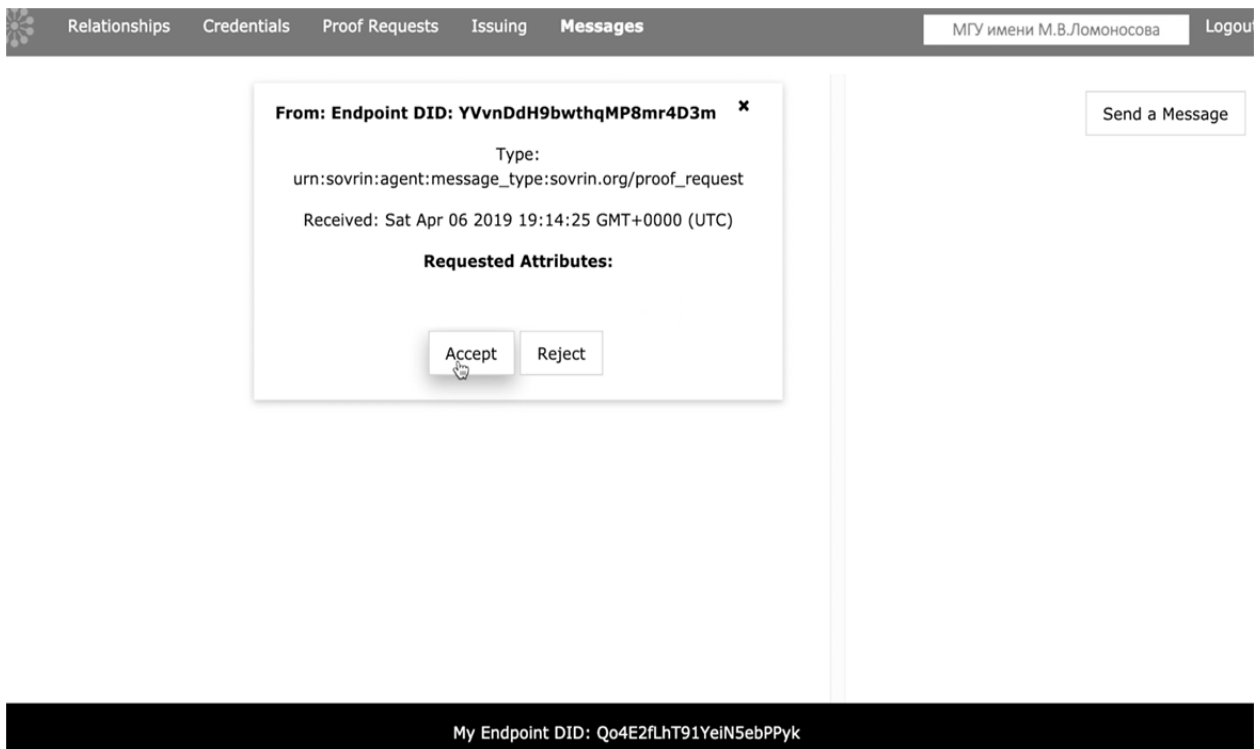 Relationships Credentials Proof Requests Issuing Messages МГУ имени М.В.Ломоносова Logout
From: Endpoint DID: YVvnDdH9bwthqMP8mr4D3m ×
Send a Message
Type:
urn:sovrin:agent:message_type:sovrin.org/proof_request
Received: Sat Apr 06 2019 19:14:25 GMT+0000 (UTC)
Requested Attributes:
Accept Reject
My Endpoint DID: Qo4E2fLhT91YeiN5ebPPyk